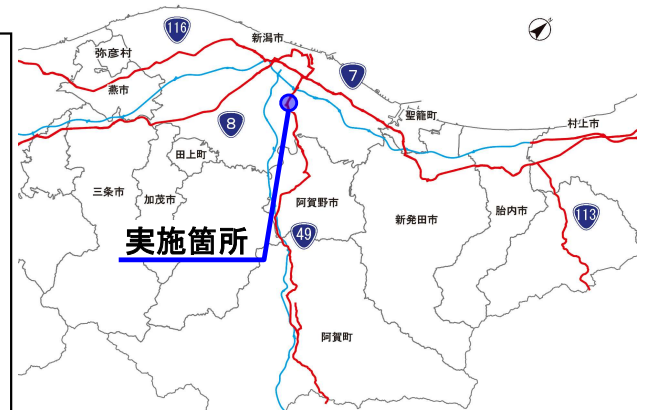 116
新潟市
弥彦村
燕市
7
聖籠町
8
村上市
田上町
三条市
加茂市
阿賀野市
新発田市
胎内市
113
49
実施箇所
阿賀町